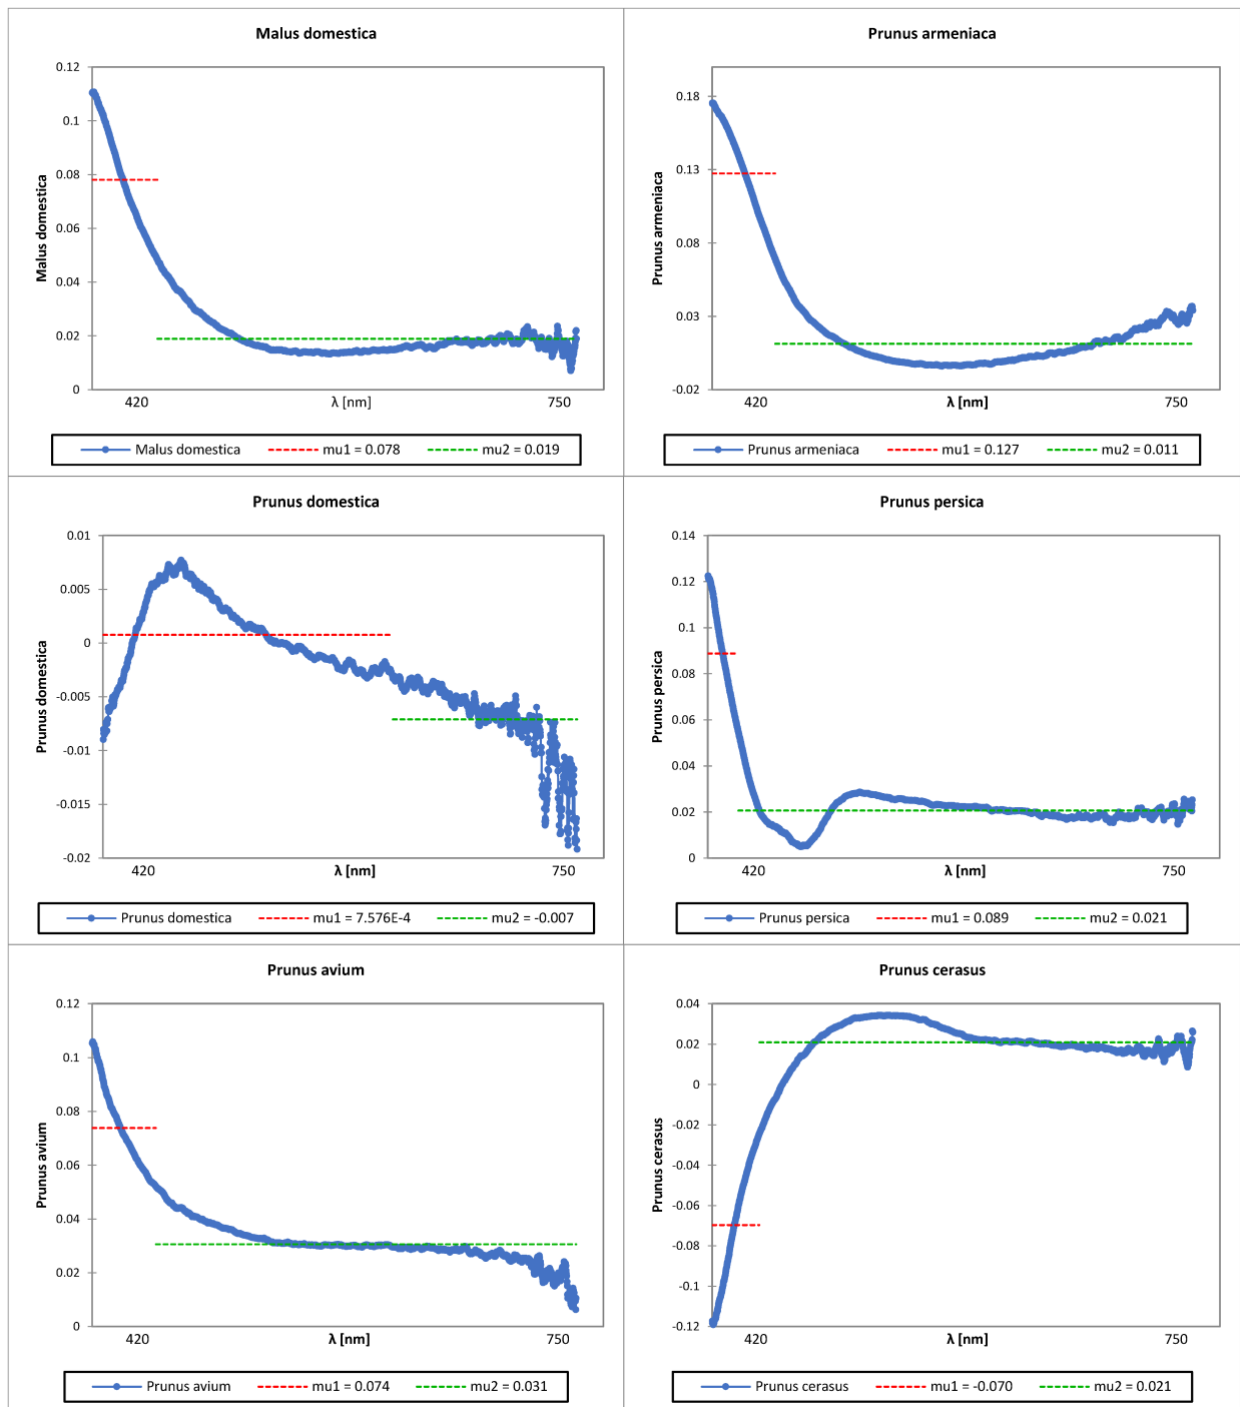 Malus domestica
0.12
0.1
0.08
0.06
0.04
0.02
0
Malus domestica
420 λ [nm] 750
Malus domestica mu1 = 0.078 mu2 = 0.019
Prunus armeniaca
0.18
0.13
0.08
0.03
-0.02
Prunus armeniaca
420 λ [nm] 750
Prunus armeniaca mu1 = 0.127 mu2 = 0.011
Prunus domestica
0.01
0.005
0
-0.005
-0.01
-0.015
-0.02
Prunus domestica
420 λ [nm] 750
Prunus domestica mu1 = 7.576E-4 mu2 = -0.007
Prunus persica
0.14
0.12
0.1
0.08
0.06
0.04
0.02
0
Prunus persica
420 λ [nm] 750
Prunus persica mu1 = 0.089 mu2 = 0.021
Prunus avium
0.12
0.1
0.08
0.06
0.04
0.02
0
Prunus avium
420 λ [nm] 750
Prunus avium mu1 = 0.074 mu2 = 0.031
Prunus cerasus
0.04
0.02
0
-0.02
-0.04
-0.06
-0.08
-0.1
-0.12
Prunus cerasus
420 λ [nm] 750
Prunus cerasus mu1 = -0.070 mu2 = 0.021